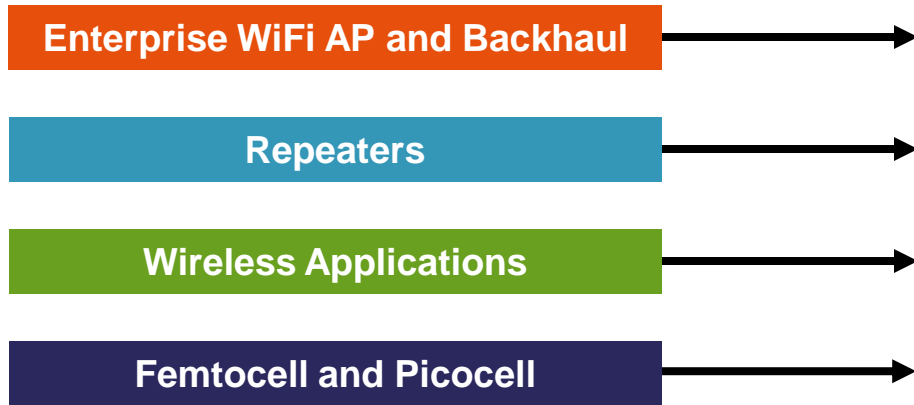 Enterprise WiFi AP and Backhaul
Repeaters
Wireless Applications
Femtocell and Picocell